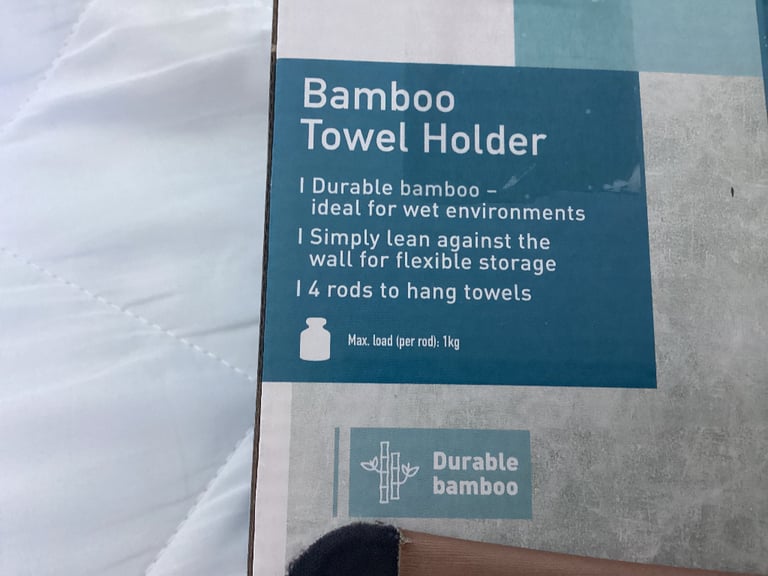 Bamboo
Towel Holder
| Durable bamboo –
ideal for wet environments
| Simply lean against the
wall for flexible storage
| 4 rods to hang towels
Max. load (per rod): 1kg
Durable
bamboo